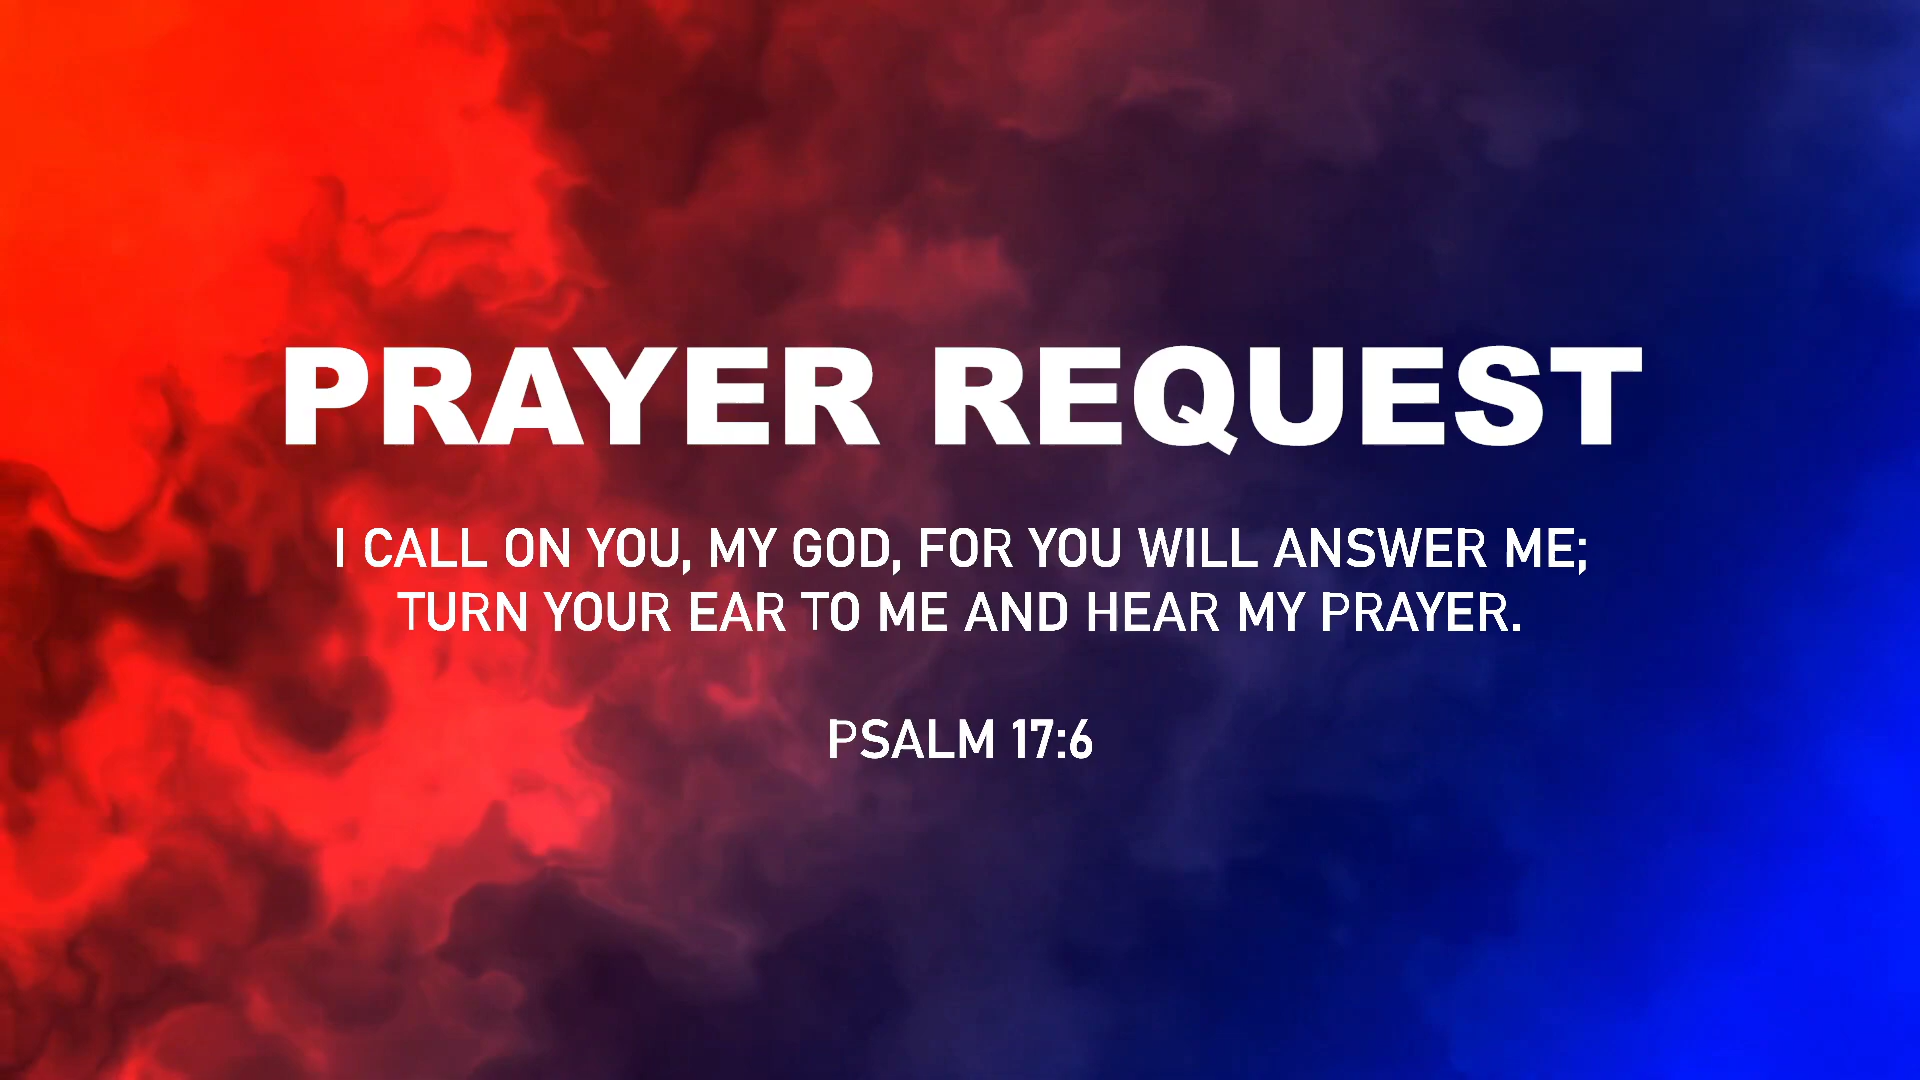 PRAYER REQUEST
I CALL ON YOU, MY GOD, FOR YOU WILL ANSWER ME;
TURN YOUR EAR TO ME AND HEAR MY PRAYER.
PSALM 17:6